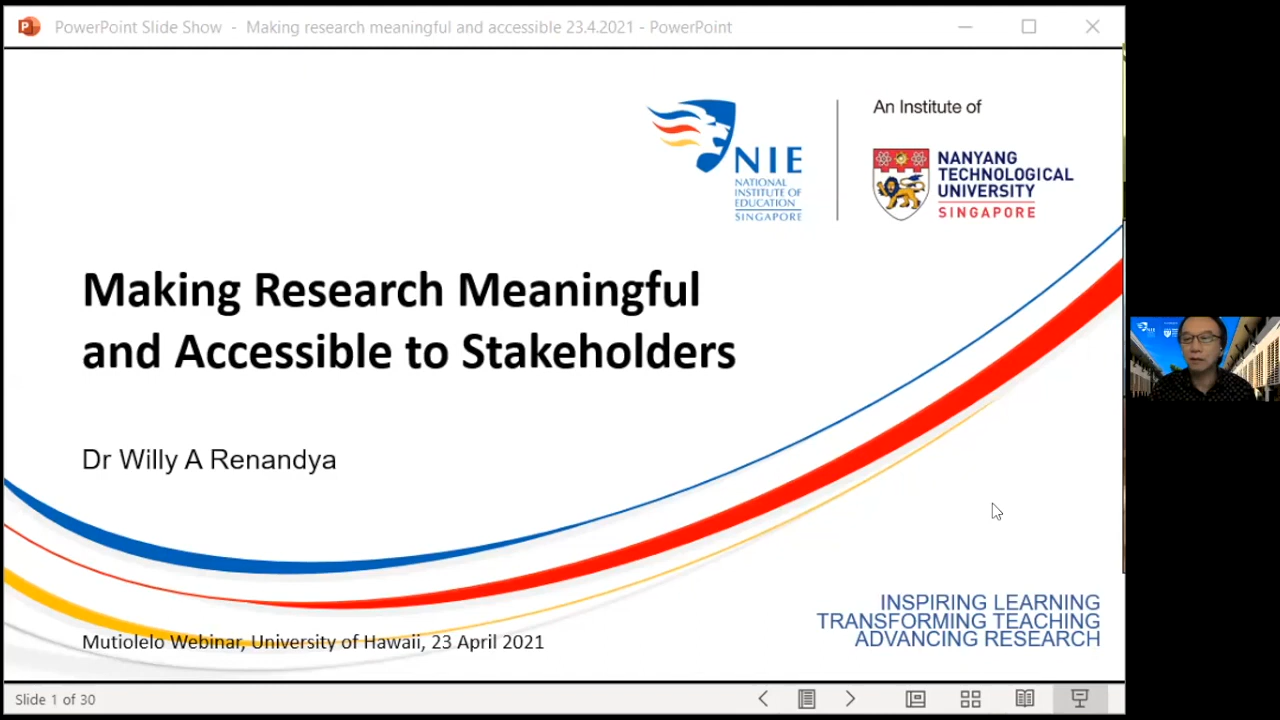 PowerPoint Slide Show - Making research meaningful and accessible 23.4.2021 - PowerPoint
An Institute of
NIE
NATIONAL
INSTITUTE OF
EDUCATION
SINGAPORE
NANYANG
TECHNOLOGICAL
UNIVERSITY
SINGAPORE
Making Research Meaningful
and Accessible to Stakeholders
Dr Willy A Renandya
INSPIRING LEARNING
TRANSFORMING TEACHING
ADVANCING RESEARCH
Mutiolelo Webinar, University of Hawaii, 23 April 2021
Slide 1 of 30